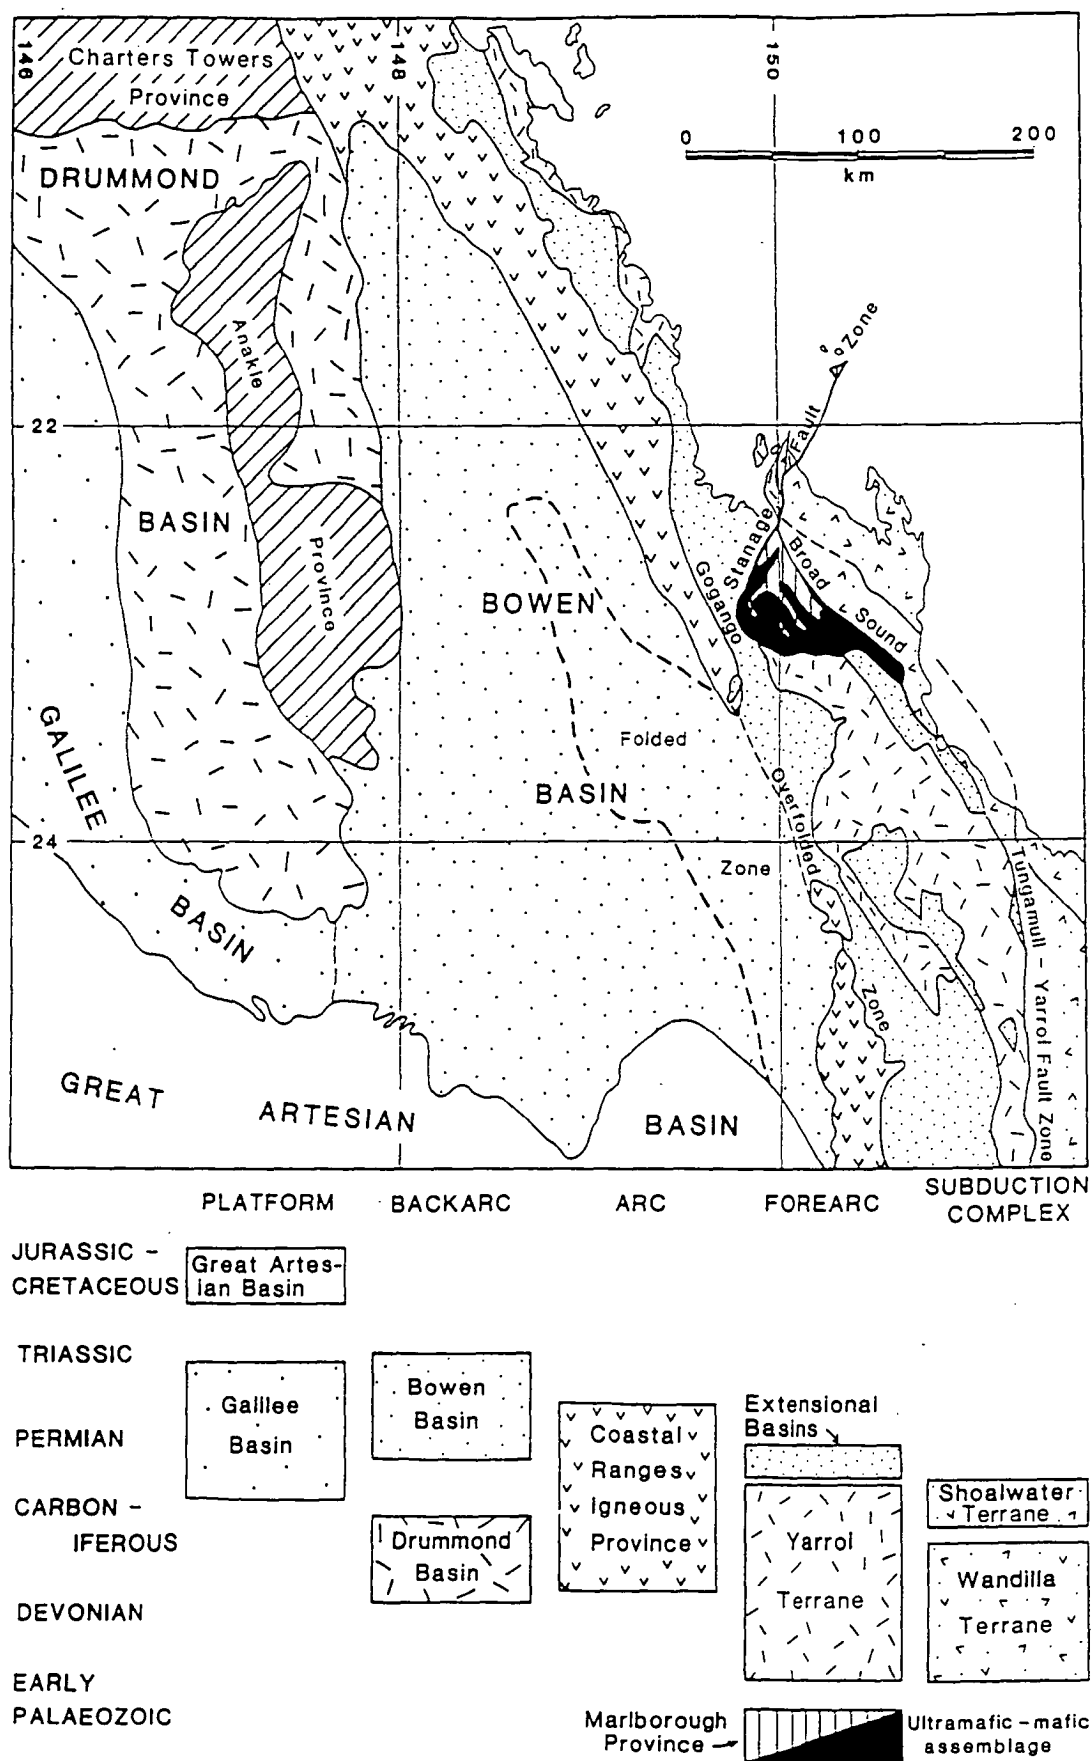 146
148
150
Charters Towers
Province
0 100 200
km
DRUMMOND
Anakie
Province
BASIN
22
Zone
Fault
Stanage
Broad
Sound
Gogango
BOWEN
GALILEE
Folded
BASIN
Overfolded
24
Zone
BASIN
Zone
Tungamull - Yarrol Fault Zone
GREAT
ARTESIAN
BASIN
PLATFORM BACKARC ARC FOREARC SUBDUCTION
COMPLEX
JURASSIC -
CRETACEOUS
Great Artes-
ian Basin
TRIASSIC
PERMIAN
CARBON -
IFEROUS
DEVONIAN
EARLY
PALAEOZOIC
Galilee
Basin
Bowen
Basin
Drummond
Basin
Coastal
Ranges
Igneous
Province
Extensional
Basins
Yarrol
Terrane
Shoalwater
Terrane
Wandilla
Terrane
Marlborough
Province
Ultramafic - mafic
assemblage